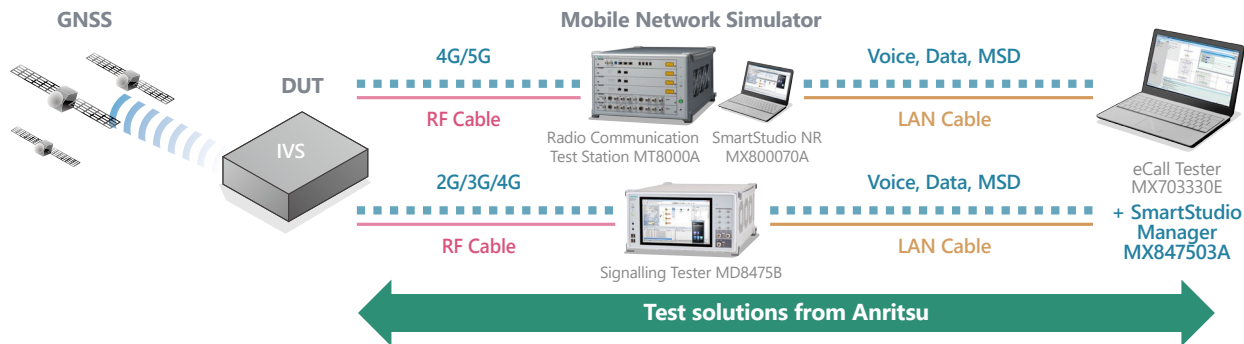 GNSS
Mobile Network Simulator
DUT
IVS
4G/5G
RF Cable
Radio Communication
Test Station MT8000A
SmartStudio NR
MX800070A
Voice, Data, MSD
LAN Cable
2G/3G/4G
RF Cable
Signalling Tester MD8475B
Voice, Data, MSD
LAN Cable
eCall Tester
MX703330E
+ SmartStudio
Manager
MX847503A
Test solutions from Anritsu